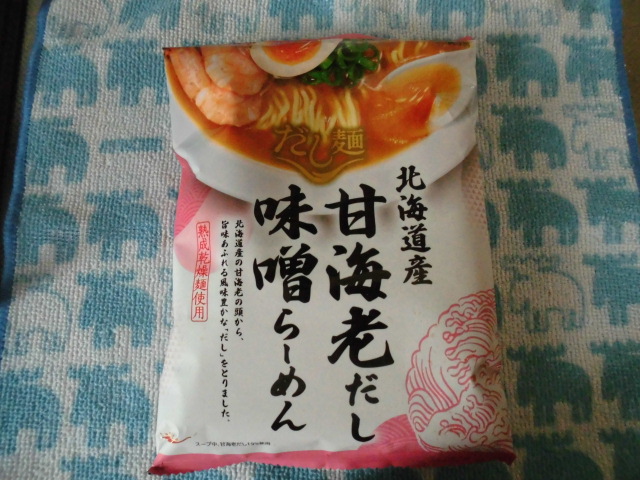 だし麺
北海道産
甘海老だし
味噌らーめん
北海道産の甘海老の頭から、
旨味あふれる風味豊かな「だし」をとりました。
熟成乾燥麺使用